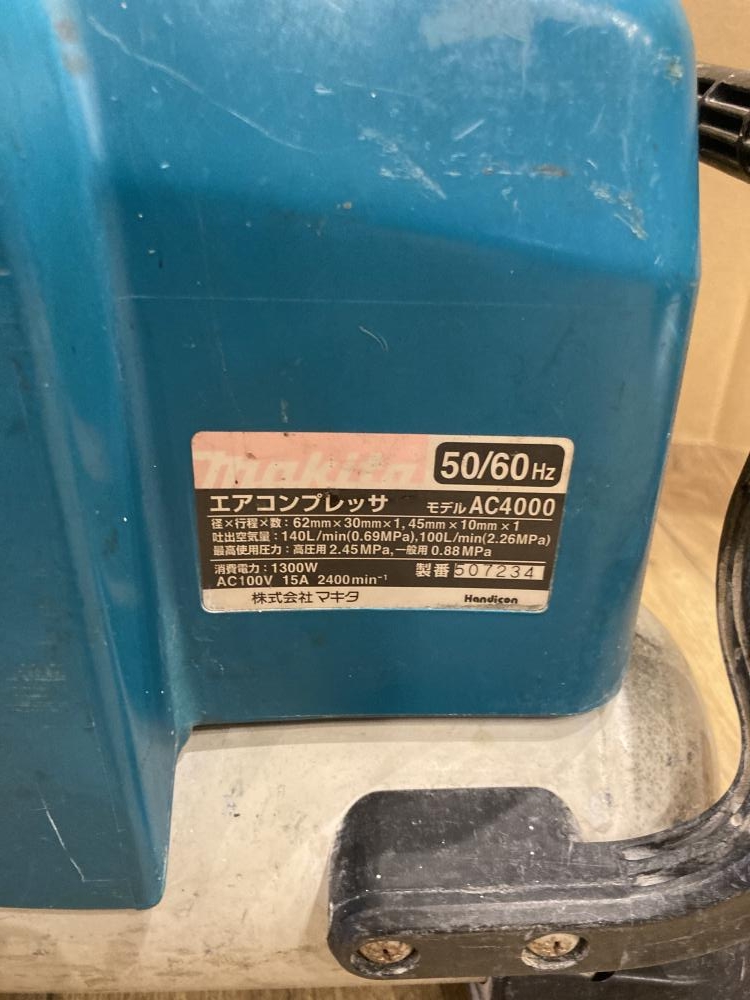 makita
50/60Hz
エアコンプレッサ モデル AC4000
径×行程×数：62mm×30mm×1，45mm×10mm×1
吐出空気量：140L/min(0.69MPa),100L/min(2.26MPa)
最高使用圧力：高圧用2.45MPa,一般用0.88MPa
消費電力：1300W
製番 507234
AC100V 15A 2400min⁻¹
株式会社マキタ Handicon